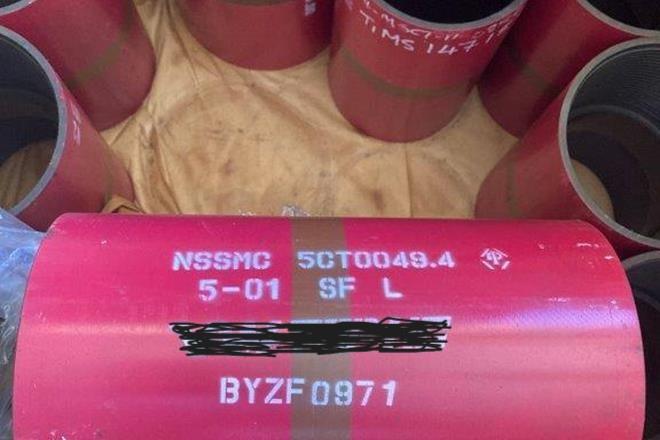 TIMS 147
NSSMC 5CT0049.4
5-01 SF L
BYZF0971